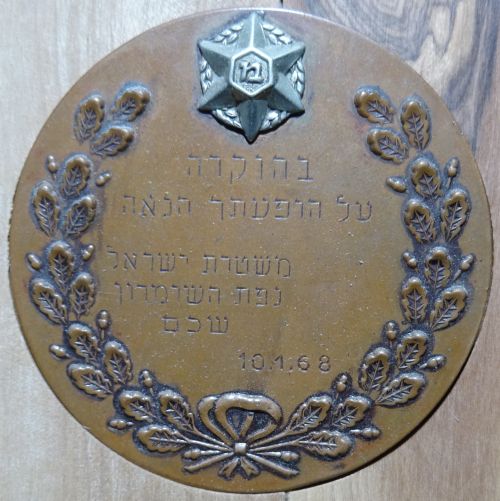 מ
בהוקרה
על הופעתך הנאה
משטרת ישראל
נפת השומרון
שכם
10.1.68